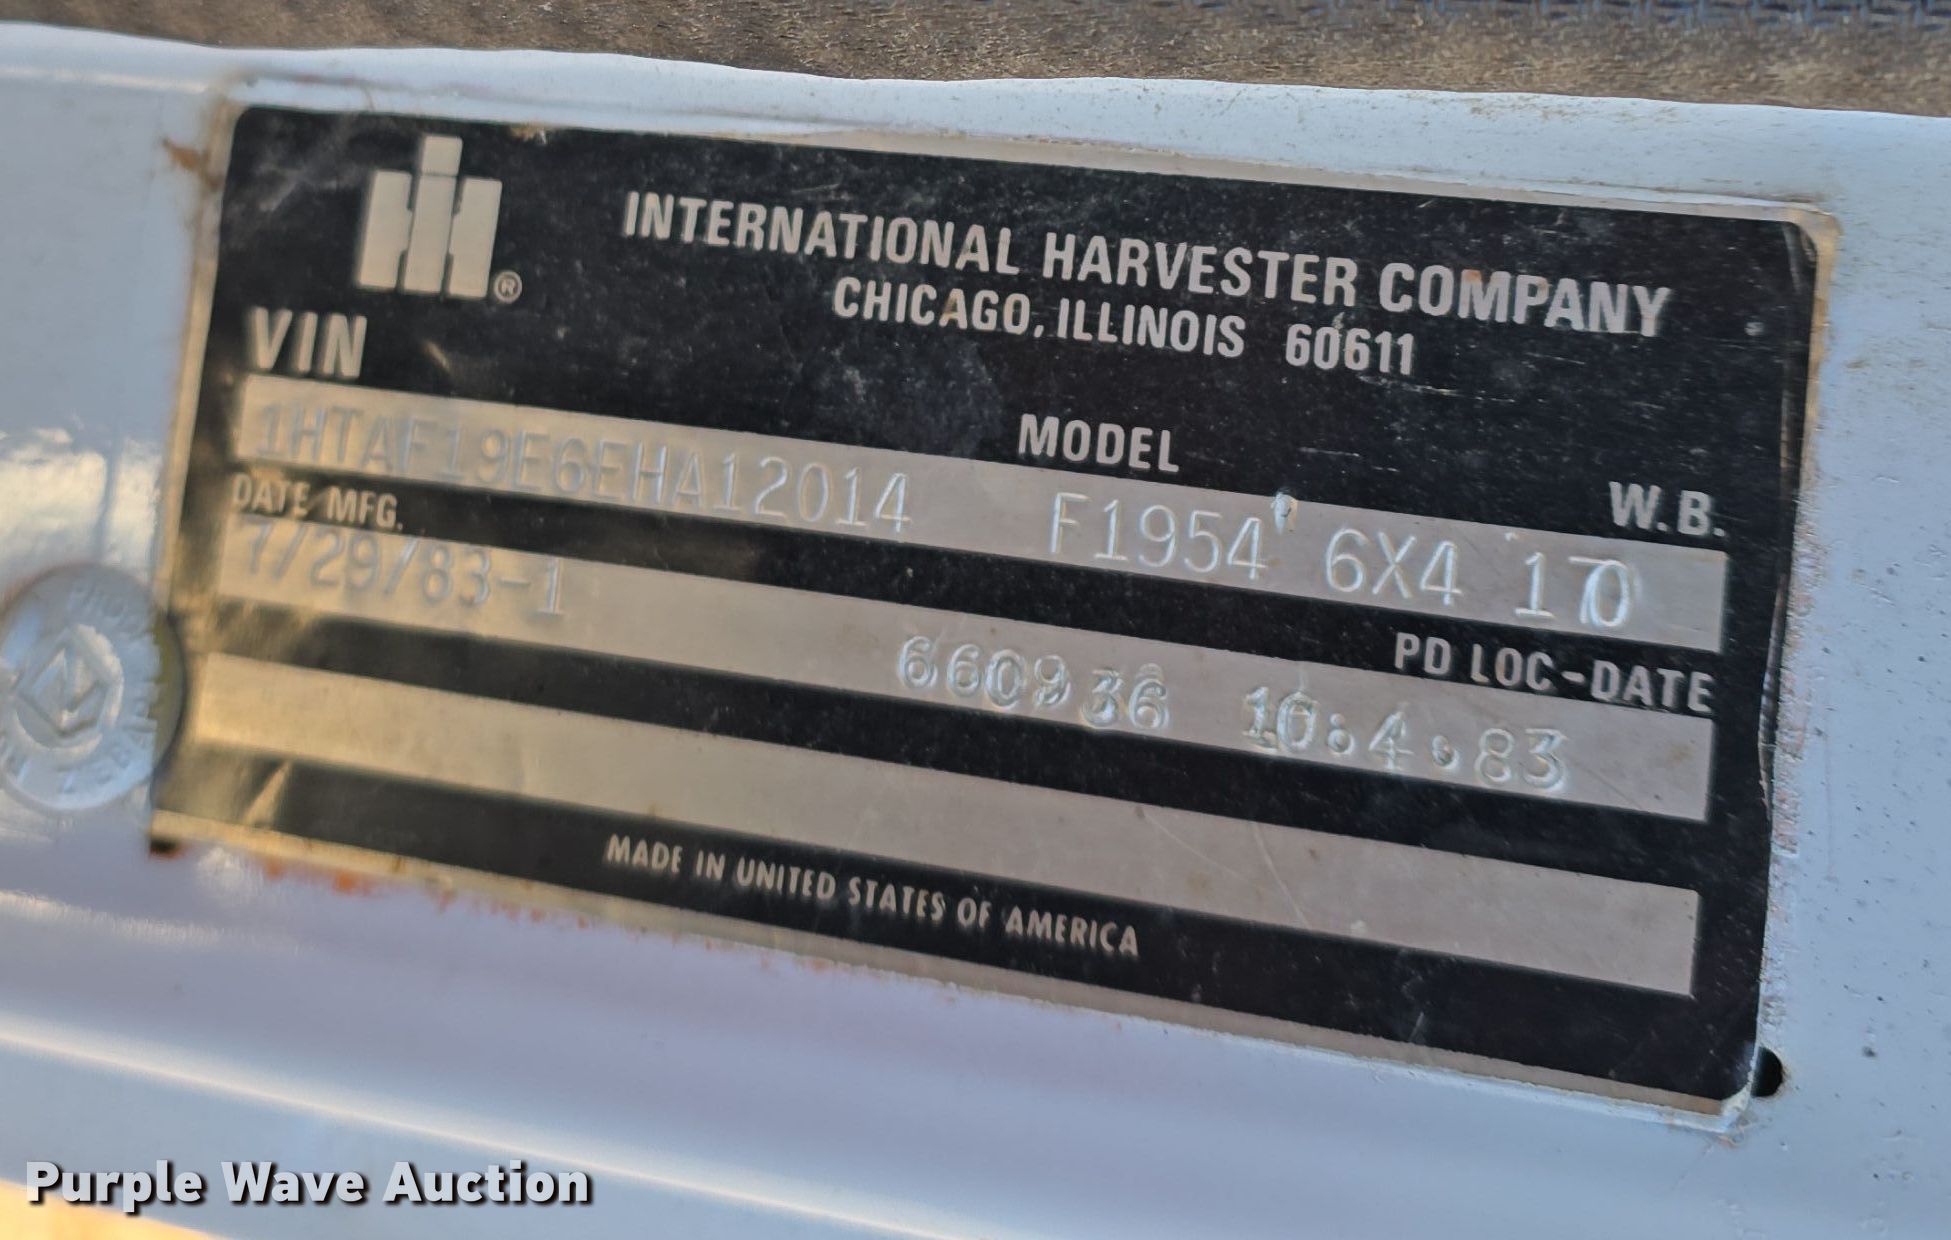 INTERNATIONAL HARVESTER COMPANY
CHICAGO, ILLINOIS 60611
VIN
MODEL
W.B.
1HTAF19E6EHA12014 F1954 6X4 170
DATE MFG.
PD LOC-DATE
7/29/83-1
660936 10.4.83
MADE IN UNITED STATES OF AMERICA
Purple Wave Auction